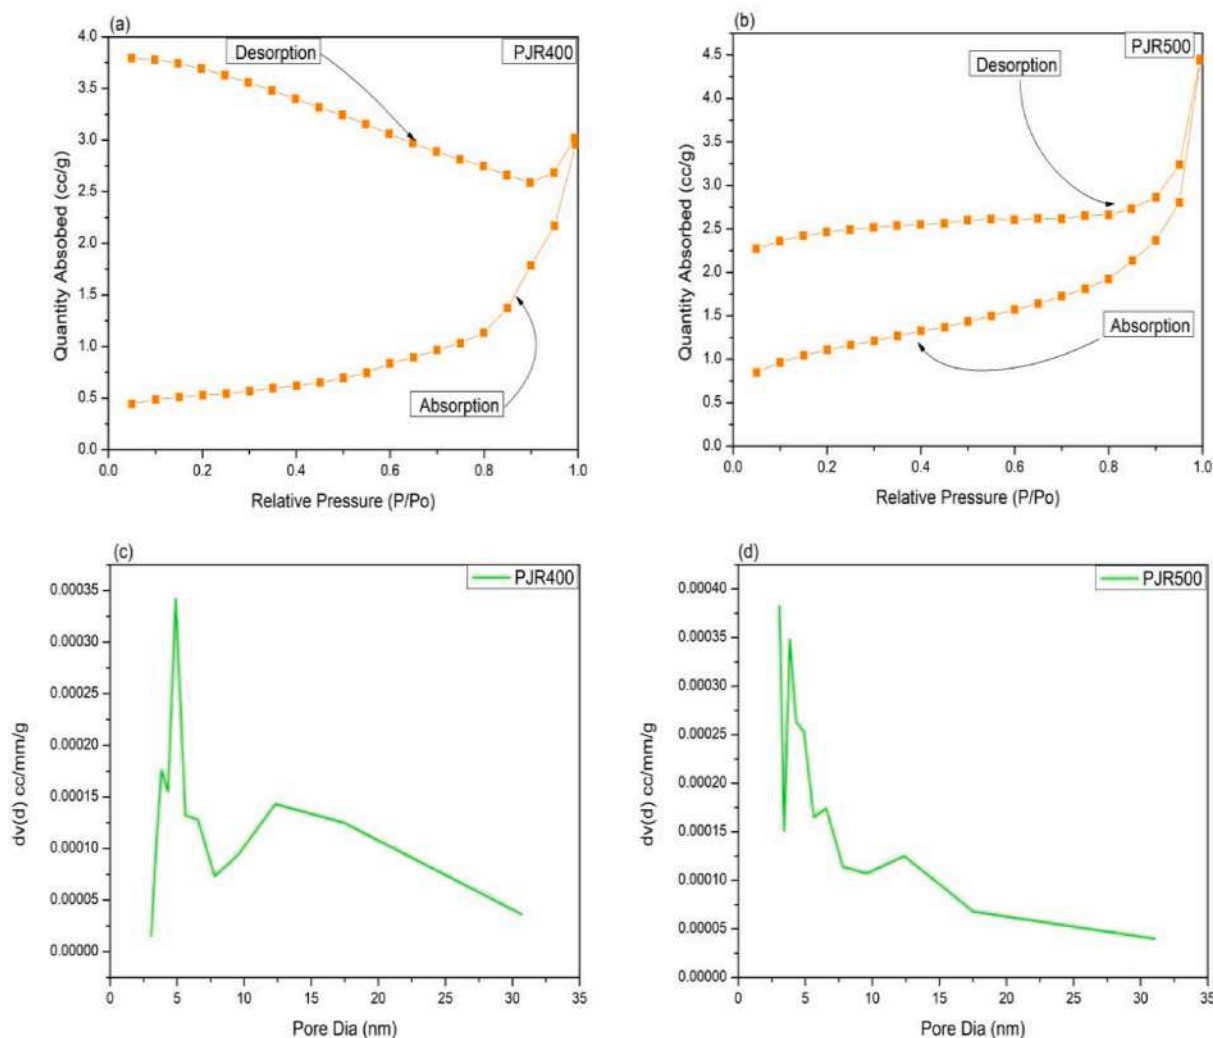 (a)
PJR400
Desorption
Absorption
4.0
3.5
3.0
2.5
2.0
1.5
1.0
0.5
0.0
Quantity Absobed (cc/g)
0.0 0.2 0.4 0.6 0.8 1.0
Relative Pressure (P/Po)
(b)
PJR500
Desorption
Absorption
4.5
4.0
3.5
3.0
2.5
2.0
1.5
1.0
0.5
0.0
Quantity Absorbed (cc/g)
0.0 0.2 0.4 0.6 0.8 1.0
Relative Pressure (P/Po)
(c)
PJR400
0.00035
0.00030
0.00025
0.00020
0.00015
0.00010
0.00005
0.00000
dv(d) cc/mm/g
0 5 10 15 20 25 30 35
Pore Dia (nm)
(d)
PJR500
0.00040
0.00035
0.00030
0.00025
0.00020
0.00015
0.00010
0.00005
0.00000
dv(d) cc/mm/g
0 5 10 15 20 25 30 35
Pore Dia (nm)